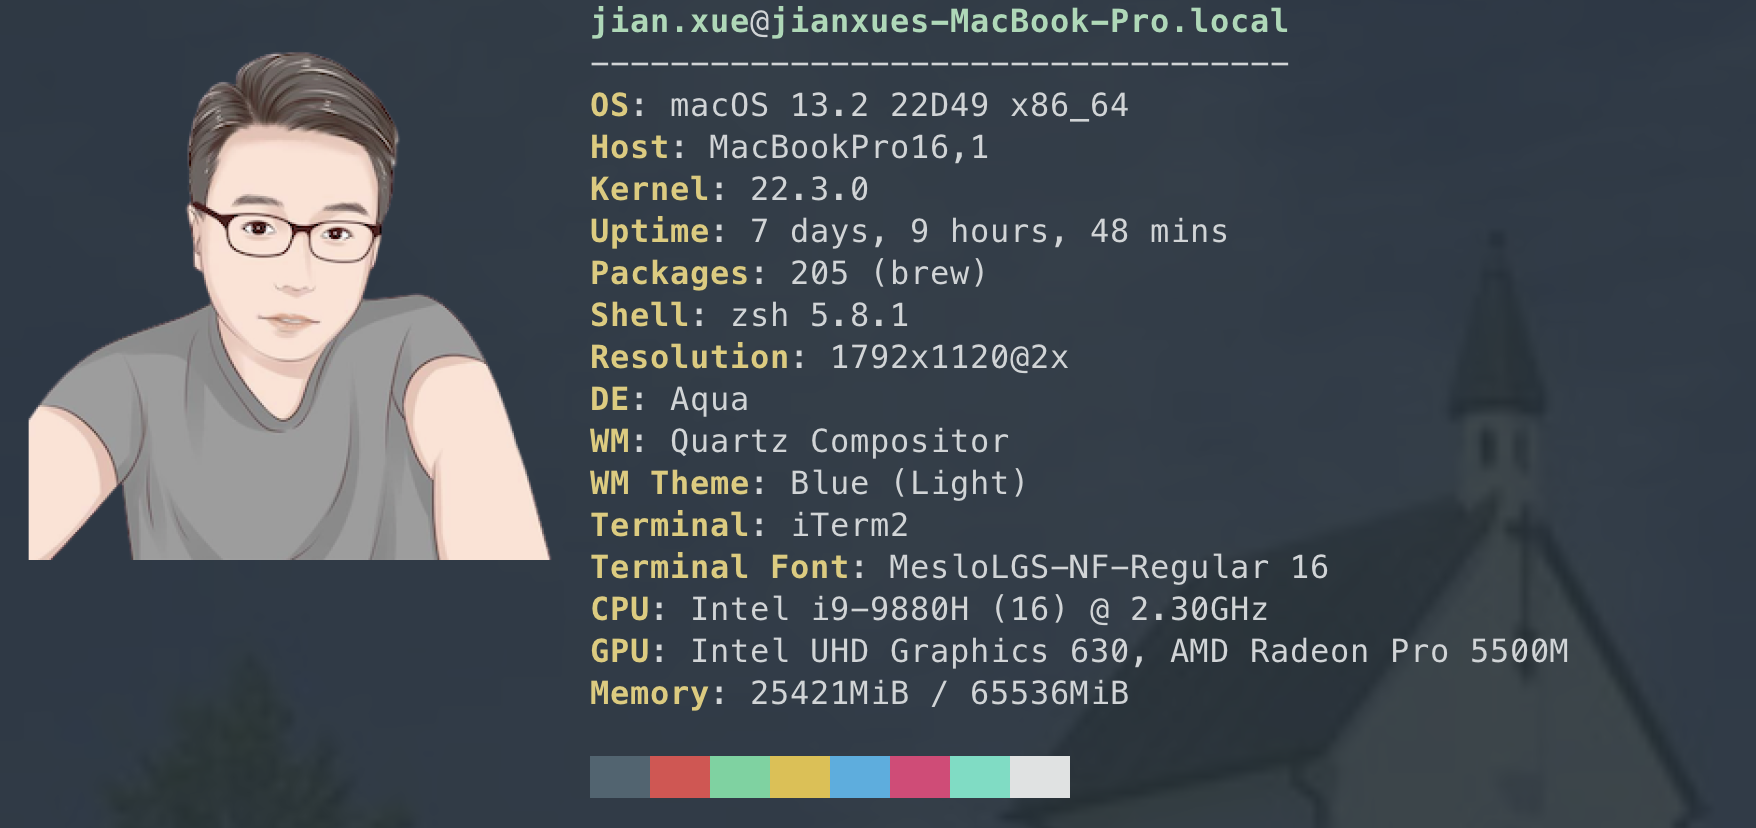 jian.xue@jianxues-MacBook-Pro.local
-----------------------------------
OS: macOS 13.2 22D49 x86_64
Host: MacBookPro16,1
Kernel: 22.3.0
Uptime: 7 days, 9 hours, 48 mins
Packages: 205 (brew)
Shell: zsh 5.8.1
Resolution: 1792x1120@2x
DE: Aqua
WM: Quartz Compositor
WM Theme: Blue (Light)
Terminal: iTerm2
Terminal Font: MesloLGS-NF-Regular 16
CPU: Intel i9-9880H (16) @ 2.30GHz
GPU: Intel UHD Graphics 630, AMD Radeon Pro 5500M
Memory: 25421MiB / 65536MiB